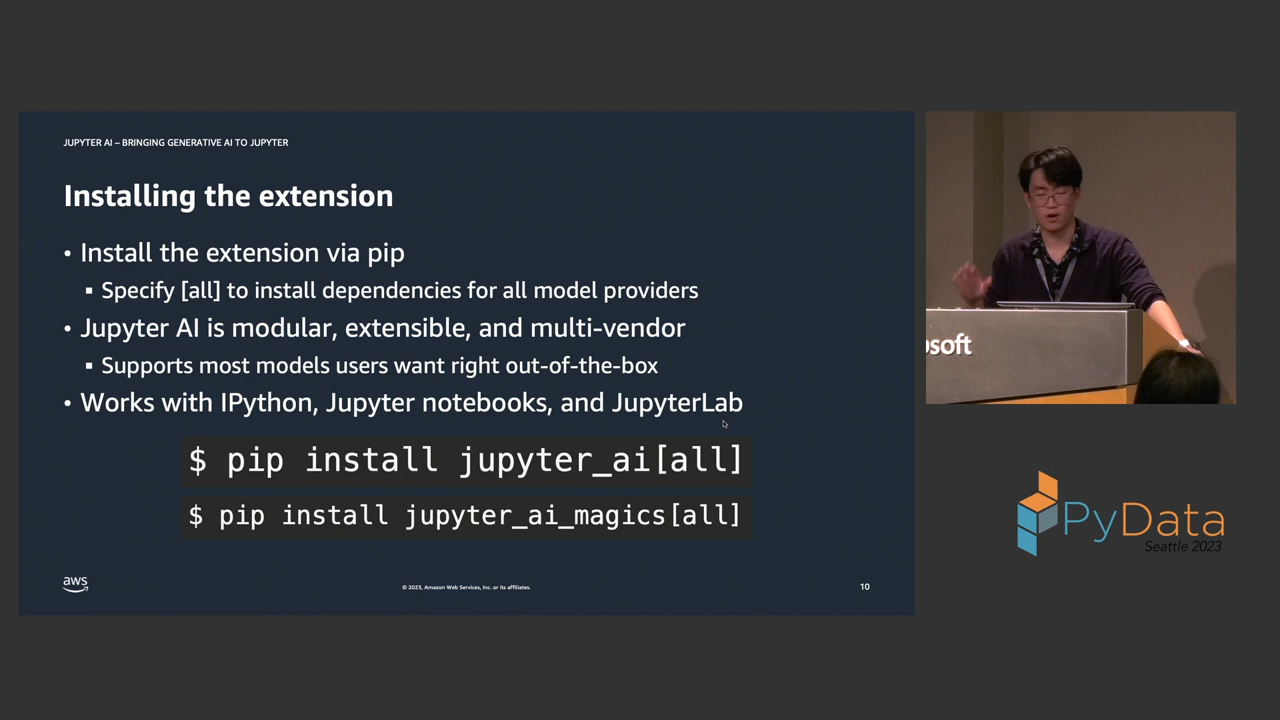 JUPYTER AI – BRINGING GENERATIVE AI TO JUPYTER
Installing the extension
• Install the extension via pip
▪ Specify [all] to install dependencies for all model providers
• Jupyter AI is modular, extensible, and multi-vendor
▪ Supports most models users want right out-of-the-box
• Works with IPython, Jupyter notebooks, and JupyterLab
$ pip install jupyter_ai[all]
$ pip install jupyter_ai_magics[all]
aws
© 2023, Amazon Web Services, Inc. or its affiliates.
10
osoft
PyData
Seattle 2023